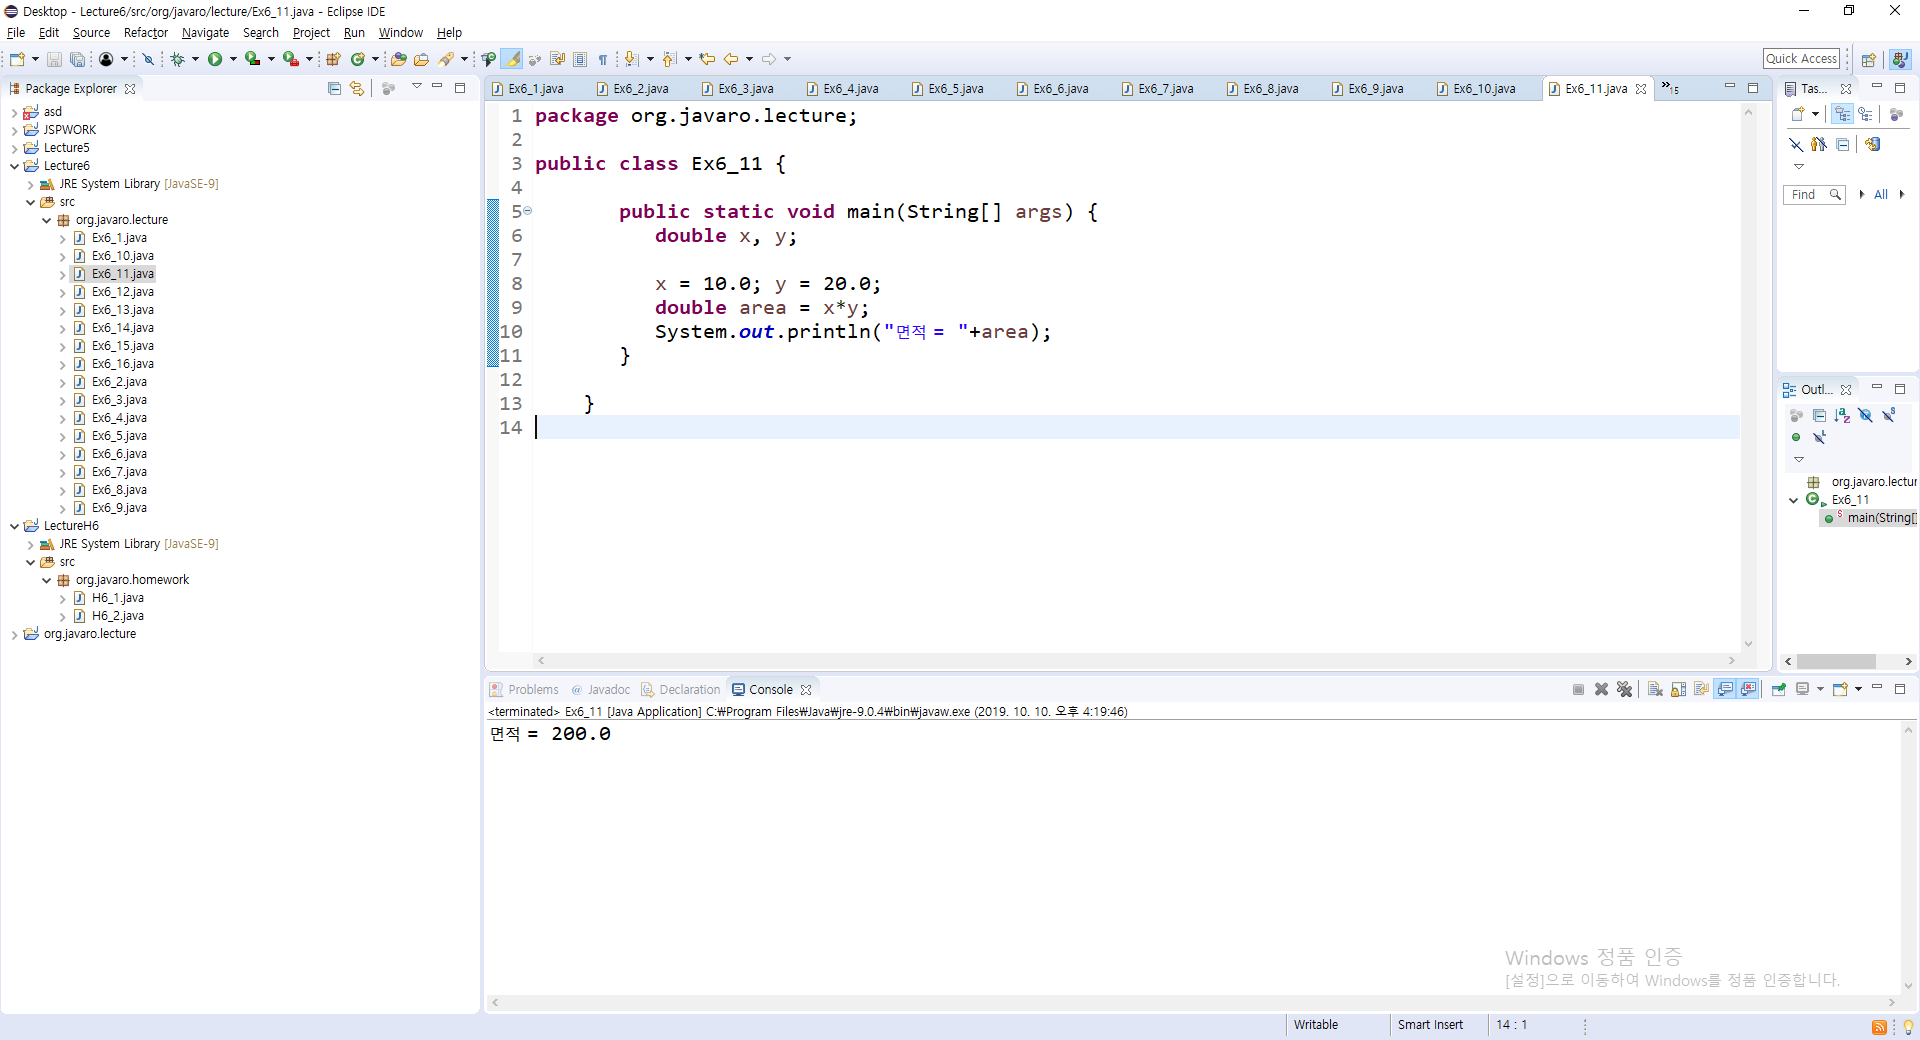 Desktop - Lecture6/src/org/javaro/lecture/Ex6_11.java - Eclipse IDE
File Edit Source Refactor Navigate Search Project Run Window Help
Quick Access
Package Explorer
asd
JSPWORK
Lecture5
Lecture6
JRE System Library [JavaSE-9]
src
org.javaro.lecture
Ex6_1.java
Ex6_10.java
Ex6_11.java
Ex6_12.java
Ex6_13.java
Ex6_14.java
Ex6_15.java
Ex6_16.java
Ex6_2.java
Ex6_3.java
Ex6_4.java
Ex6_5.java
Ex6_6.java
Ex6_7.java
Ex6_8.java
Ex6_9.java
LectureH6
JRE System Library [JavaSE-9]
src
org.javaro.homework
H6_1.java
H6_2.java
org.javaro.lecture
Ex6_1.java Ex6_2.java Ex6_3.java Ex6_4.java Ex6_5.java Ex6_6.java Ex6_7.java Ex6_8.java Ex6_9.java Ex6_10.java Ex6_11.java »15
1 package org.javaro.lecture;
2
3 public class Ex6_11 {
4
5 public static void main(String[] args) {
6 double x, y;
7
8 x = 10.0; y = 20.0;
9 double area = x*y;
10 System.out.println("면적 = "+area);
11 }
12
13 }
14
Tas...
Find All
Outl...
org.javaro.lectur
Ex6_11
S main(String[]
Problems @ Javadoc Declaration Console
<terminated> Ex6_11 [Java Application] C:₩Program Files₩Java₩jre-9.0.4₩bin₩javaw.exe (2019. 10. 10. 오후 4:19:46)
면적 = 200.0
Windows 정품 인증
[설정]으로 이동하여 Windows를 정품 인증합니다.
Writable Smart Insert 14 : 1